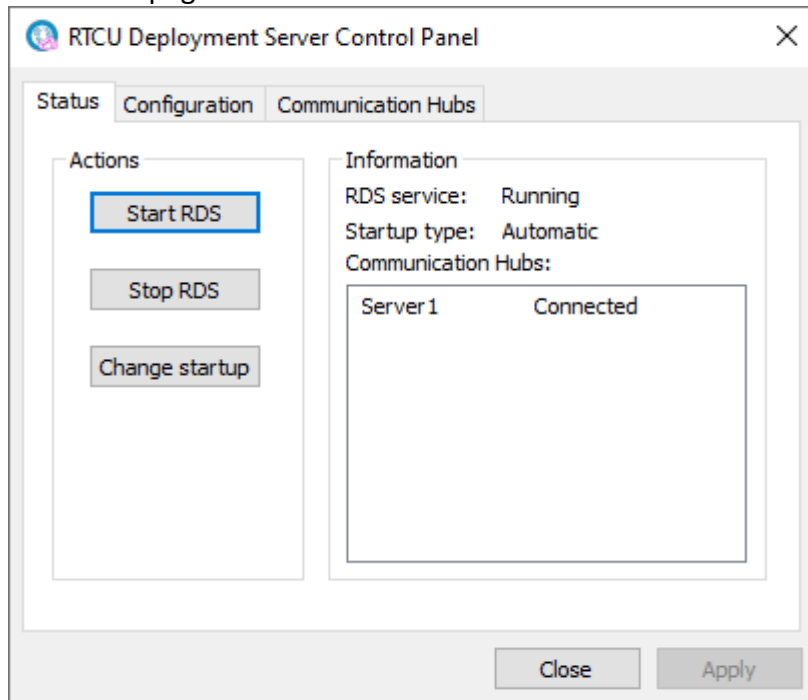 RTCU Deployment Server Control Panel
Status Configuration Communication Hubs
Actions
Start RDS
Stop RDS
Change startup
Information
RDS service: Running
Startup type: Automatic
Communication Hubs:
Server1 Connected
Close Apply